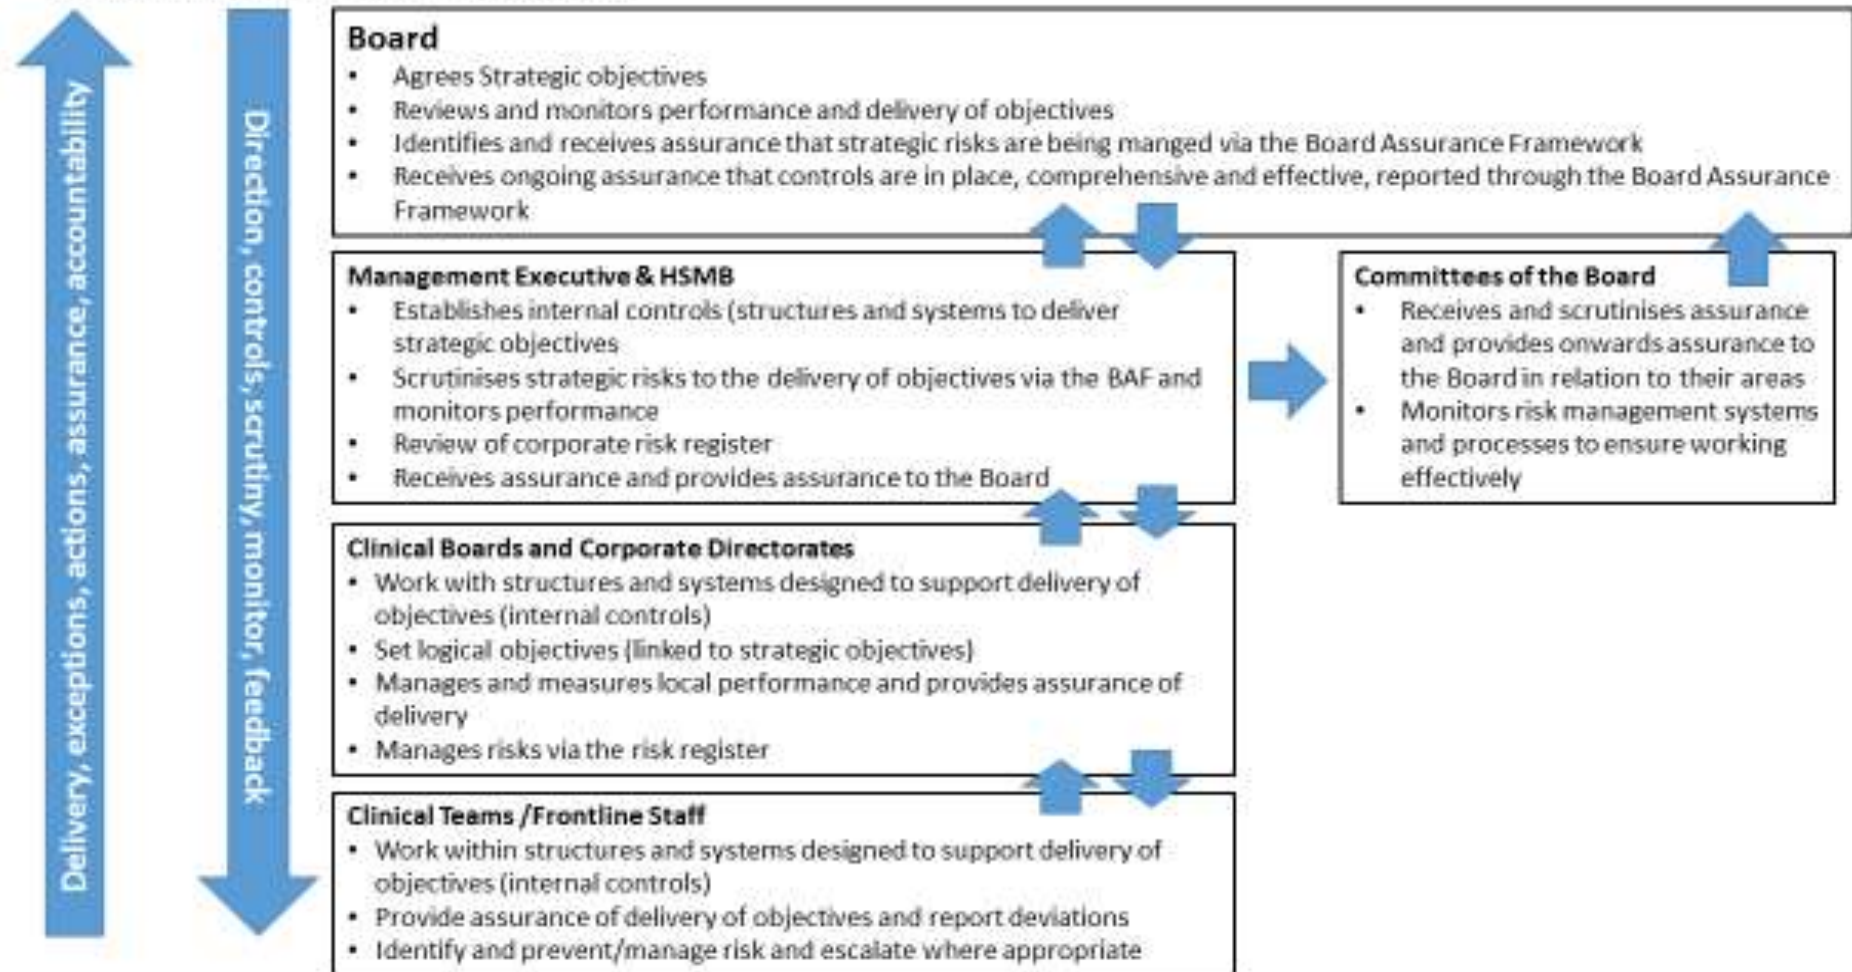 Delivery, exceptions, actions, assurance, accountability
Direction, controls, scrutiny, monitor, feedback
Board
• Agrees Strategic objectives
• Reviews and monitors performance and delivery of objectives
• Identifies and receives assurance that strategic risks are being manged via the Board Assurance Framework
• Receives ongoing assurance that controls are in place, comprehensive and effective, reported through the Board Assurance
Framework
Management Executive & HSMB
• Establishes internal controls (structures and systems to deliver
strategic objectives
• Scrutinises strategic risks to the delivery of objectives via the BAF and
monitors performance
• Review of corporate risk register
• Receives assurance and provides assurance to the Board
Committees of the Board
• Receives and scrutinises assurance
and provides onwards assurance to
the Board in relation to their areas
• Monitors risk management systems
and processes to ensure working
effectively
Clinical Boards and Corporate Directorates
• Work with structures and systems designed to support delivery of
objectives (internal controls)
• Set logical objectives (linked to strategic objectives)
• Manages and measures local performance and provides assurance of
delivery
• Manages risks via the risk register
Clinical Teams /Frontline Staff
• Work within structures and systems designed to support delivery of
objectives (internal controls)
• Provide assurance of delivery of objectives and report deviations
• Identify and prevent/manage risk and escalate where appropriate